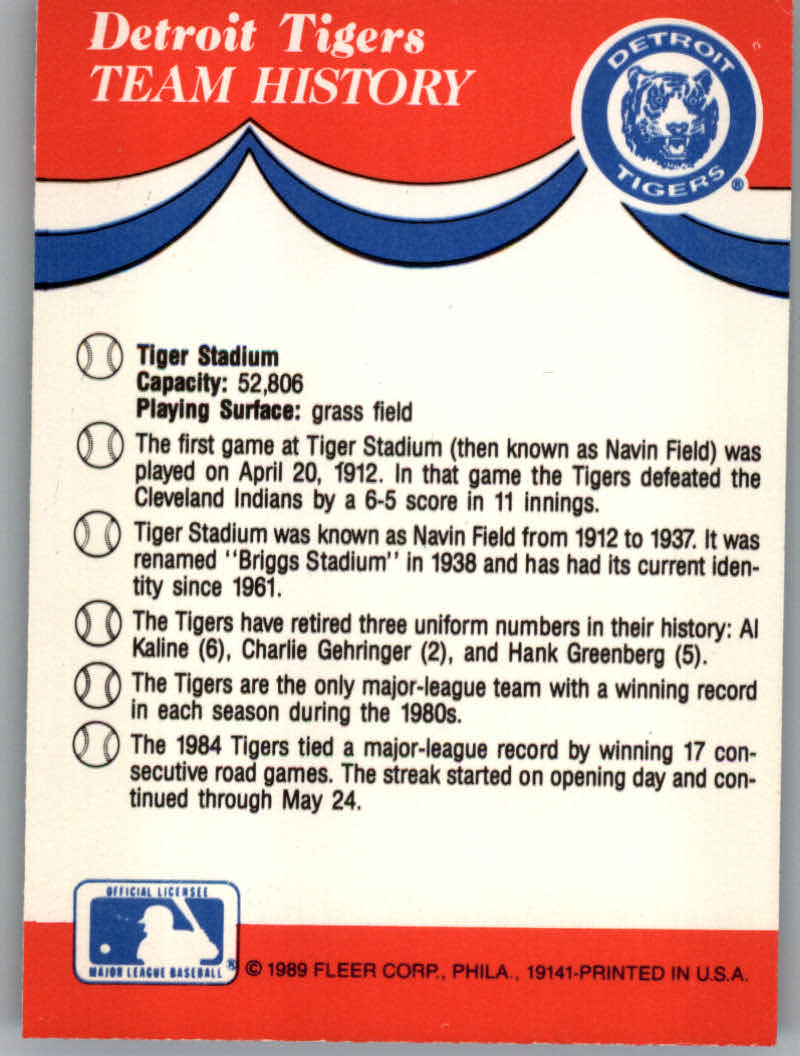 Detroit Tigers
TEAM HISTORY
DETROIT
TIGERS ®
Tiger Stadium
Capacity: 52,806
Playing Surface: grass field
The first game at Tiger Stadium (then known as Navin Field) was
played on April 20, 1912. In that game the Tigers defeated the
Cleveland Indians by a 6-5 score in 11 innings.
Tiger Stadium was known as Navin Field from 1912 to 1937. It was
renamed ''Briggs Stadium'' in 1938 and has had its current iden-
tity since 1961.
The Tigers have retired three uniform numbers in their history: Al
Kaline (6), Charlie Gehringer (2), and Hank Greenberg (5).
The Tigers are the only major-league team with a winning record
in each season during the 1980s.
The 1984 Tigers tied a major-league record by winning 17 con-
secutive road games. The streak started on opening day and con-
tinued through May 24.
OFFICIAL LICENSEE
MAJOR LEAGUE BASEBALL ®
© 1989 FLEER CORP., PHILA., 19141-PRINTED IN U.S.A.